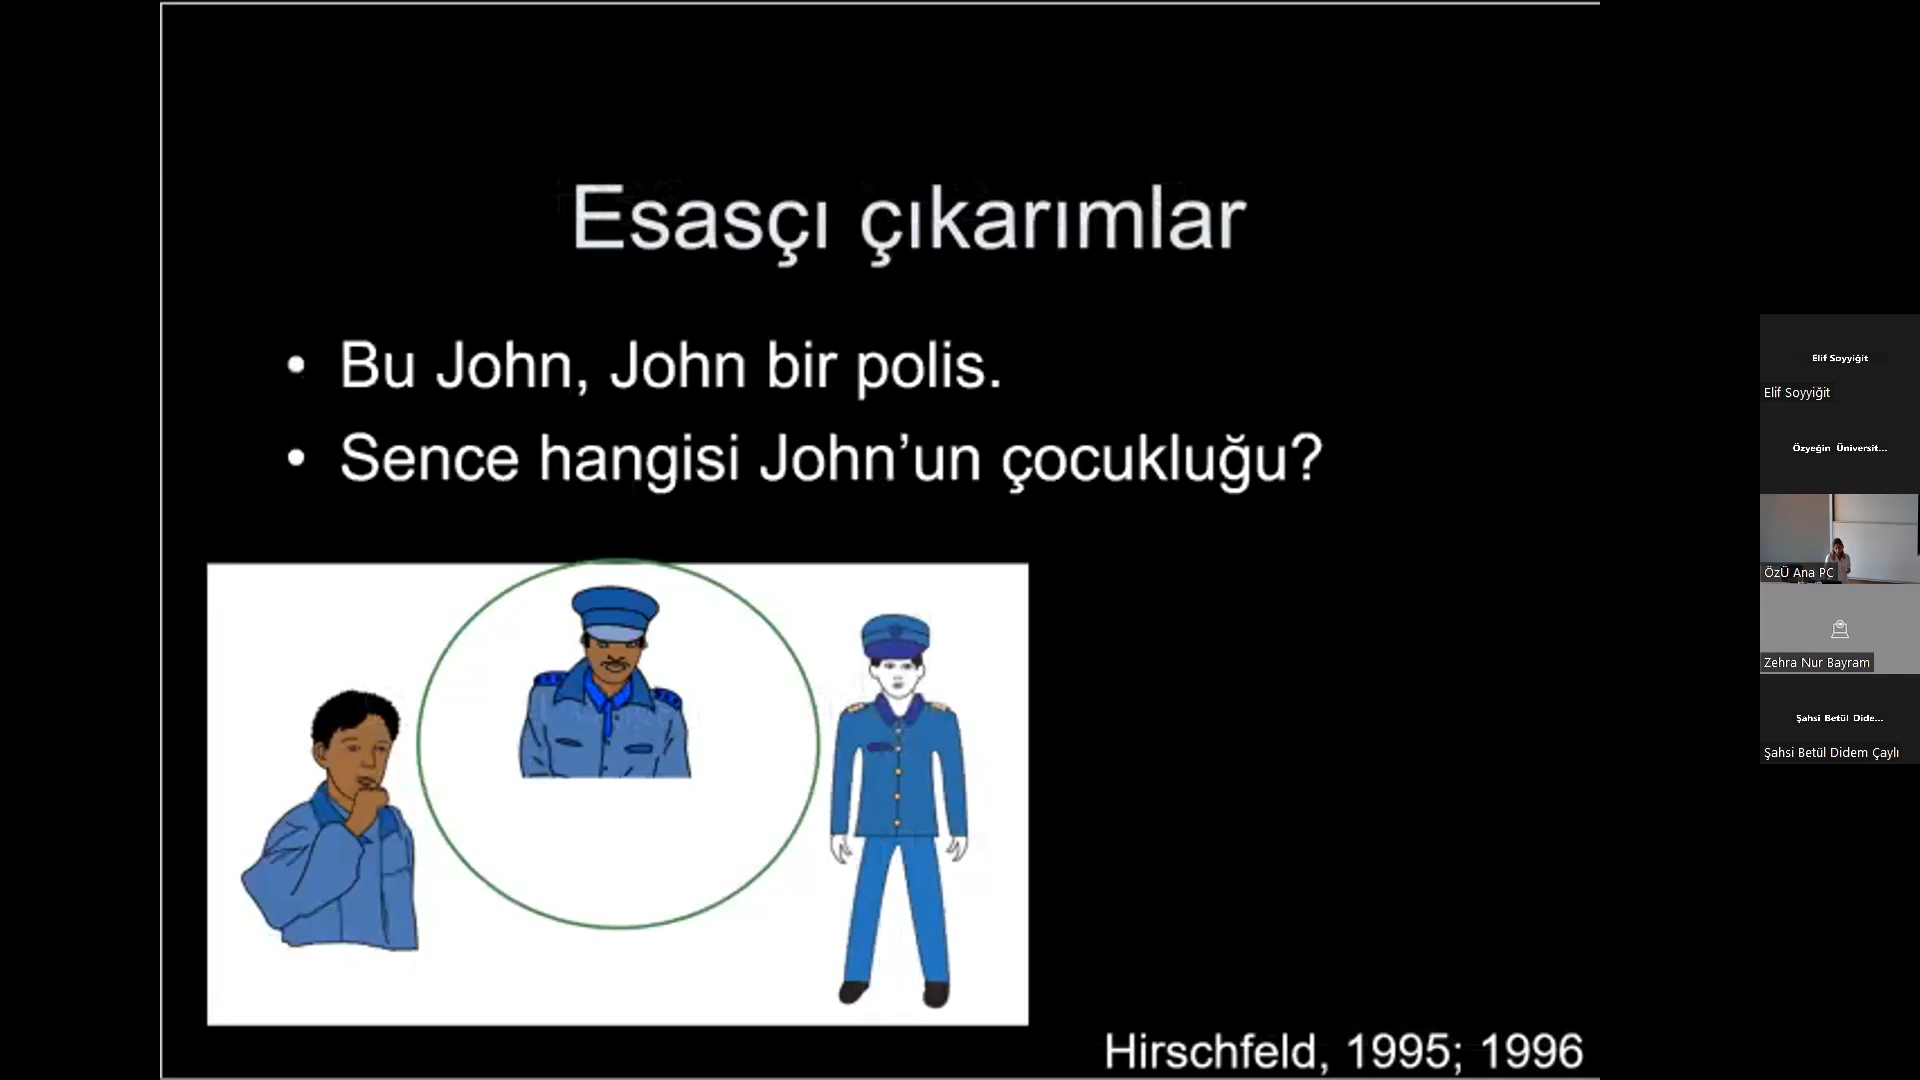 Esasçı çıkarımlar
• Bu John, John bir polis.
• Sence hangisi John’un çocukluğu?
Hirschfeld, 1995; 1996
Elif Soyyiğit
Elif Soyyiğit
Özyeğin Üniversit...
ÖzÜ Ana PC
Zehra Nur Bayram
Şahsi Betül Dide...
Şahsi Betül Didem Çaylı